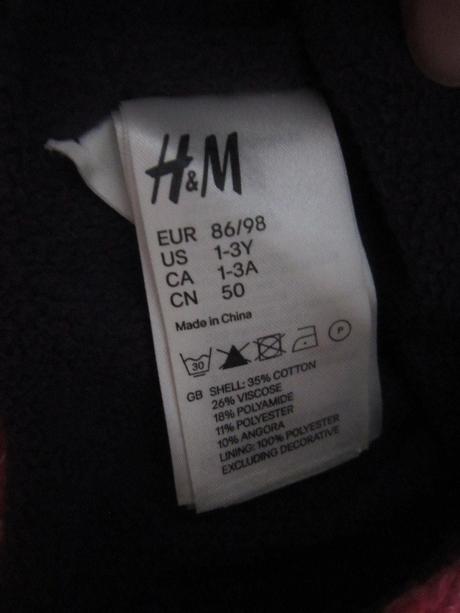 H&M
EUR 86/98
US 1-3Y
CA 1-3A
CN 50
Made in China
30 P
GB SHELL: 35% COTTON
26% VISCOSE
18% POLYAMIDE
11% POLYESTER
10% ANGORA
LINING: 100% POLYESTER
EXCLUDING DECORATIVE